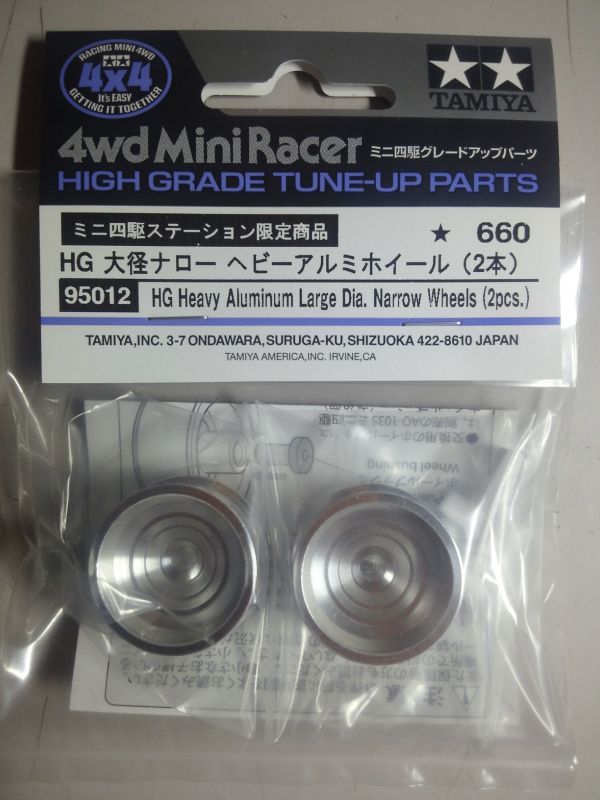 RACING MINI 4WD
4x4
It's EASY
GETTING IT TOGETHER
TAMIYA
4wd Mini Racer
ミニ四駆グレードアップパーツ
HIGH GRADE TUNE-UP PARTS
ミニ四駆ステーション限定商品
★ 660
HG 大径ナロー ヘビーアルミホイール（2本）
95012 HG Heavy Aluminum Large Dia. Narrow Wheels (2pcs.)
TAMIYA,INC. 3-7 ONDAWARA,SURUGA-KU,SHIZUOKA 422-8610 JAPAN
TAMIYA AMERICA,INC. IRVINE,CA
Wheel bushing
注意